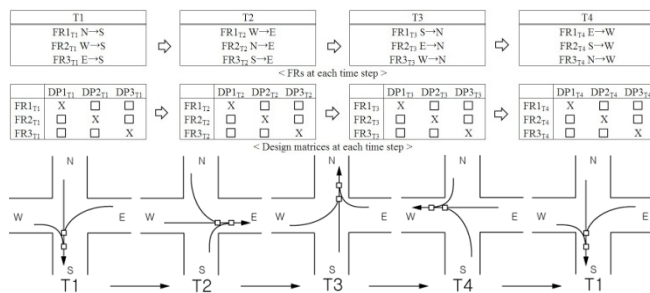 T1 T2 T3 T4
FR1T1 N→S FR1T2 W→E FR1T3 S→N FR1T4 E→W
FR2T1 W→S FR2T2 N→E FR2T3 E→N FR2T4 S→W
FR3T1 E→S FR3T2 S→E FR3T3 W→N FR3T4 N→W
< FRs at each time step >
DP1T1 DP2T1 DP3T1 DP1T2 DP2T2 DP3T2 DP1T3 DP2T3 DP3T3 DP1T4 DP2T4 DP3T4
FR1T1 X □ □ FR1T2 X □ □ FR1T3 X □ □ FR1T4 X □ □
FR2T1 □ X □ FR2T2 □ X □ FR2T3 □ X □ FR2T4 □ X □
FR3T1 □ □ X FR3T2 □ □ X FR3T3 □ □ X FR3T4 □ □ X
< Design matrices at each time step >
N N N N N
W E W E W E W E W E
S S S S S
T1 T2 T3 T4 T1